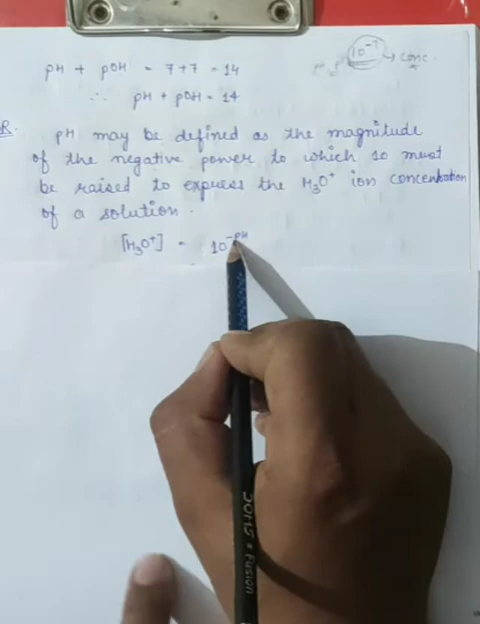 pH + pOH = 7+7 = 14
10⁻⁷ → conc.
∴ pH + pOH = 14
OR. pH may be defined as the magnitude
of the negative power to which 10 must
be raised to express the H₃O⁺ ion concentration
of a solution.
[H₃O⁺] = 10⁻ᵖᴴ
DOMS Fusion